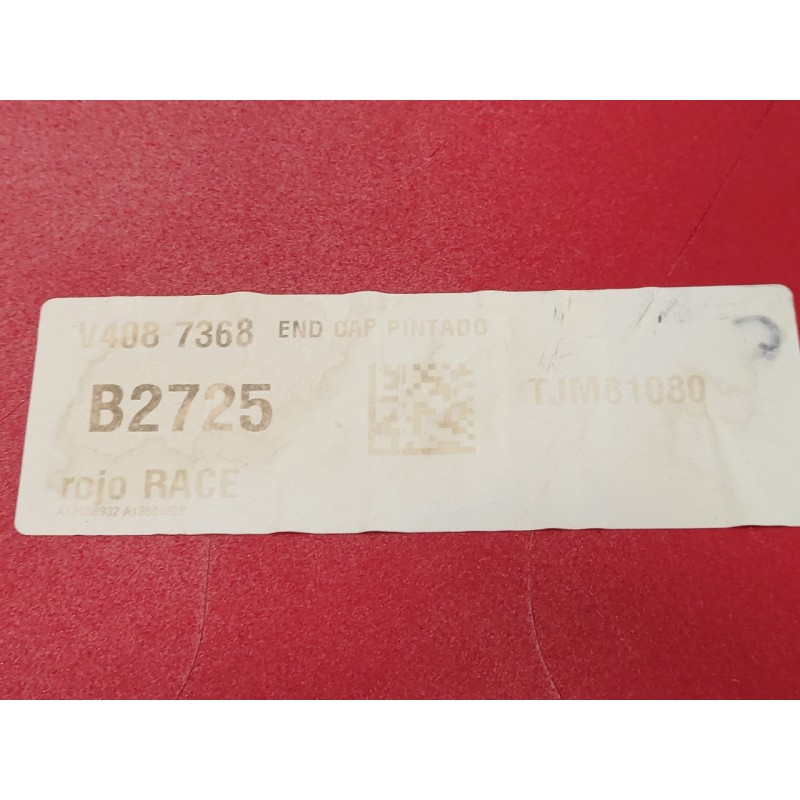 V408 7368 END CAP PINTADO
B2725
TJM81080
rojo RACE